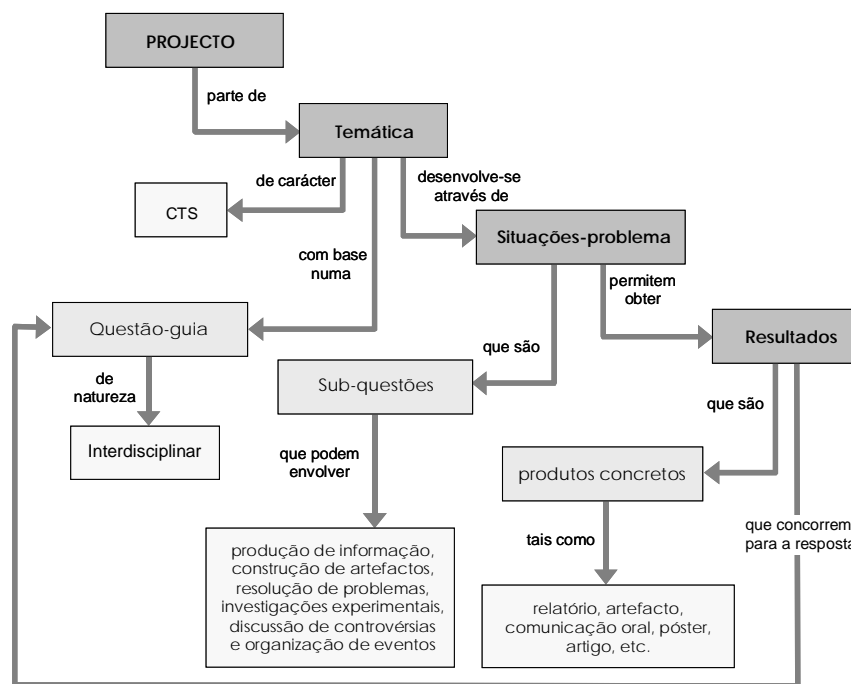 PROJECTO
parte de
Temática
de carácter
desenvolve-se
através de
CTS
Situações-problema
com base
numa
permitem
obter
Questão-guia
que são
Resultados
de
natureza
Sub-questões
que são
Interdisciplinar
que podem
envolver
produtos concretos
tais como
que concorrem
para a resposta
produção de informação,
construção de artefactos,
resolução de problemas,
investigações experimentais,
discussão de controvérsias
e organização de eventos
relatório, artefacto,
comunicação oral, póster,
artigo, etc.